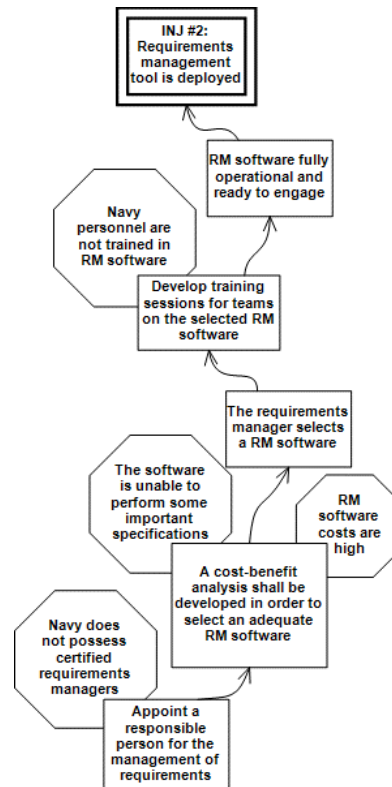 INJ #2:
Requirements
management
tool is deployed
RM software fully
operational and
ready to engage
Navy
personnel are
not trained in
RM software
Develop training
sessions for teams
on the selected RM
software
The requirements
manager selects
a RM software
The software
is unable to
perform some
important
specifications
RM
software
costs are
high
A cost-benefit
analysis shall be
developed in order to
select an adequate
RM software
Navy does
not possess
certified
requirements
managers
Appoint a
responsible
person for the
management of
requirements